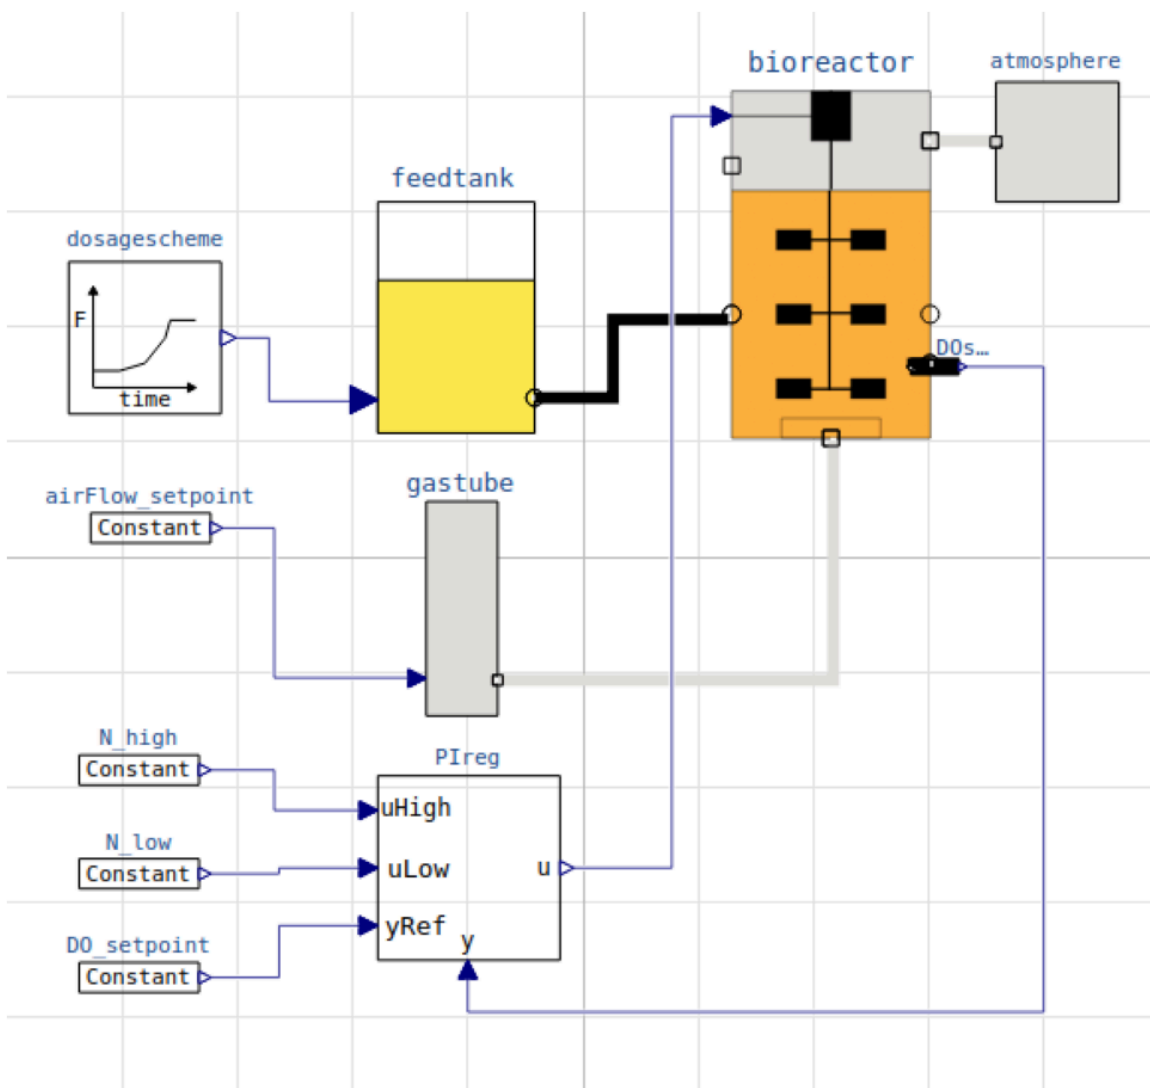 bioreactor
atmosphere
feedtank
dosagescheme
F
time
DOs…
airFlow_setpoint
Constant
gastube
N_high
Constant
PIreg
uHigh
N_low
Constant
uLow
u
yRef
y
DO_setpoint
Constant